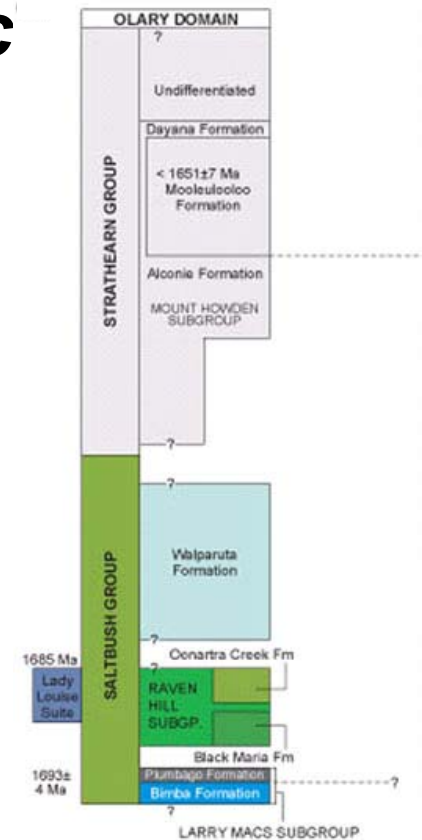 C
OLARY DOMAIN
?
Undifferentiated
Dayana Formation
< 1651±7 Ma
Mooleulooloo
Formation
Alconie Formation
MOUNT HOWDEN
SUBGROUP
STRATHEARN GROUP
?
?
Walparuta
Formation
?
SALTBUSH GROUP
Oonartra Creek Fm
1685 Ma
?
Lady
Louise
Suite
RAVEN
HILL
SUBGP.
Black Maria Fm
1693±
4 Ma
Plumbago Formation
?
Bimba Formation
?
LARRY MACS SUBGROUP